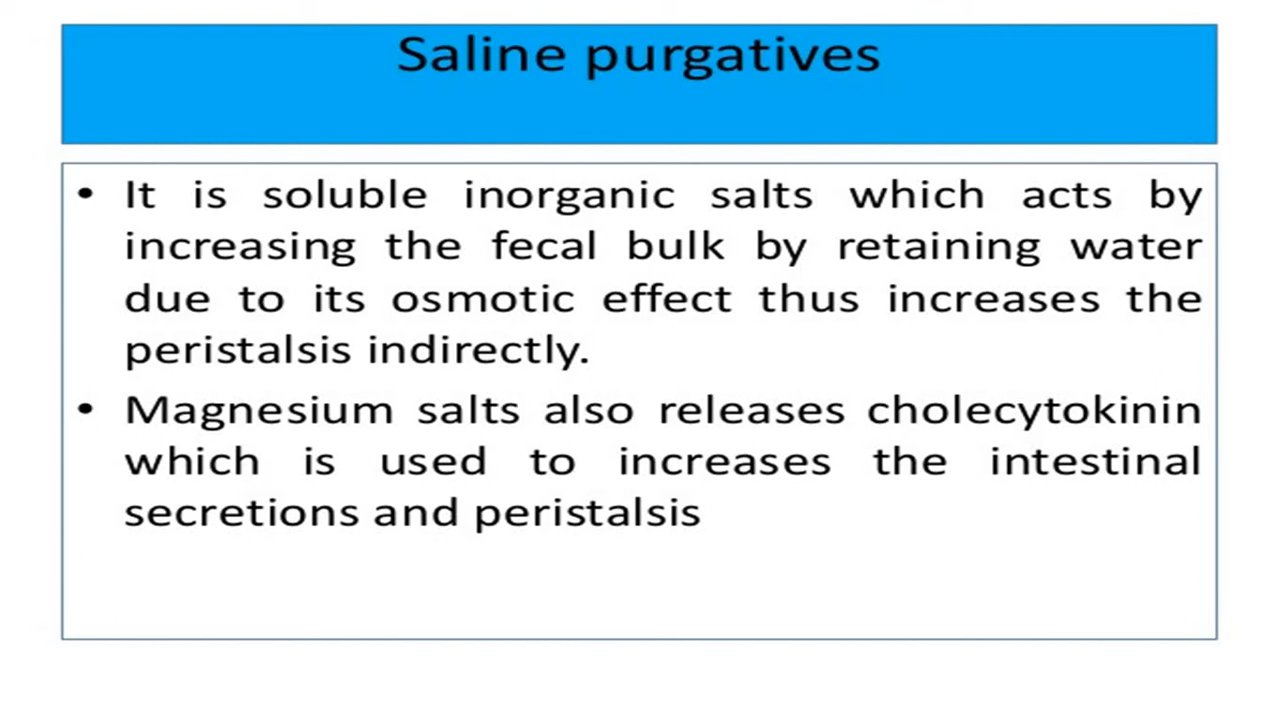 Saline purgatives
• It is soluble inorganic salts which acts by
increasing the fecal bulk by retaining water
due to its osmotic effect thus increases the
peristalsis indirectly.
• Magnesium salts also releases cholecytokinin
which is used to increases the intestinal
secretions and peristalsis